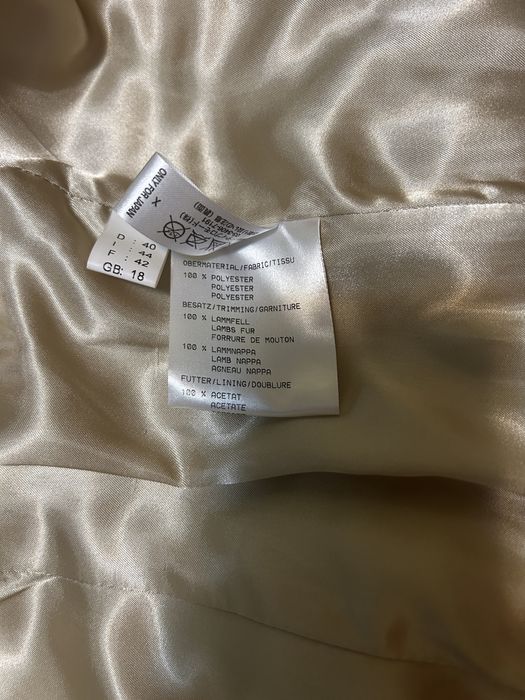 ONLY FOR JAPAN
X
D : 40
I : 44
F : 42
GB: 18
OBERMATERIAL/FABRIC/TISSU
100 % POLYESTER
POLYESTER
POLYESTER
BESATZ/TRIMMING/GARNITURE
100 % LAMMFELL
LAMBS FUR
FORRURE DE MOUTON
100 % LAMMNAPPA
LAMB NAPPA
AGNEAU NAPPA
FUTTER/LINING/DOUBLURE
100 % ACETAT
ACETATE